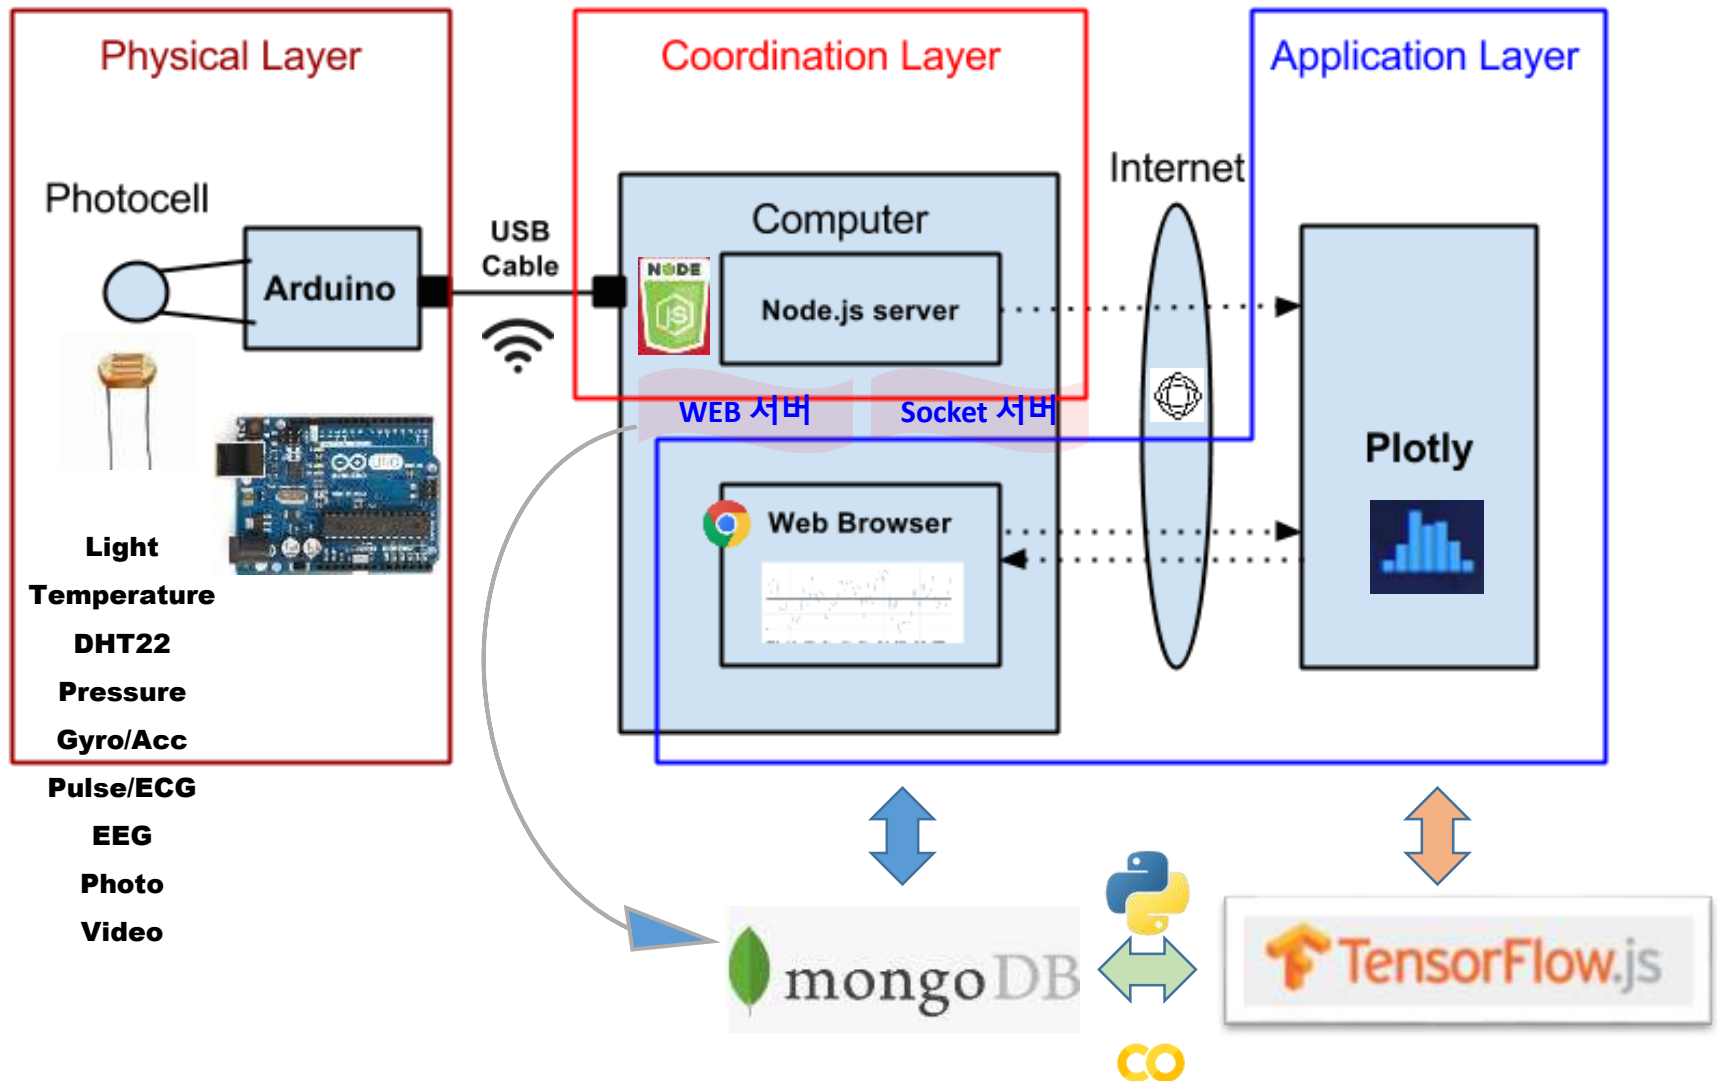 Physical Layer
Coordination Layer
Application Layer
Photocell
Arduino
USB
Cable
Computer
NODE
JS
Node.js server
Internet
WEB 서버
Socket 서버
Web Browser
Plotly
UNO
Light
Temperature
DHT22
Pressure
Gyro/Acc
Pulse/ECG
EEG
Photo
Video
mongoDB
TensorFlow.js